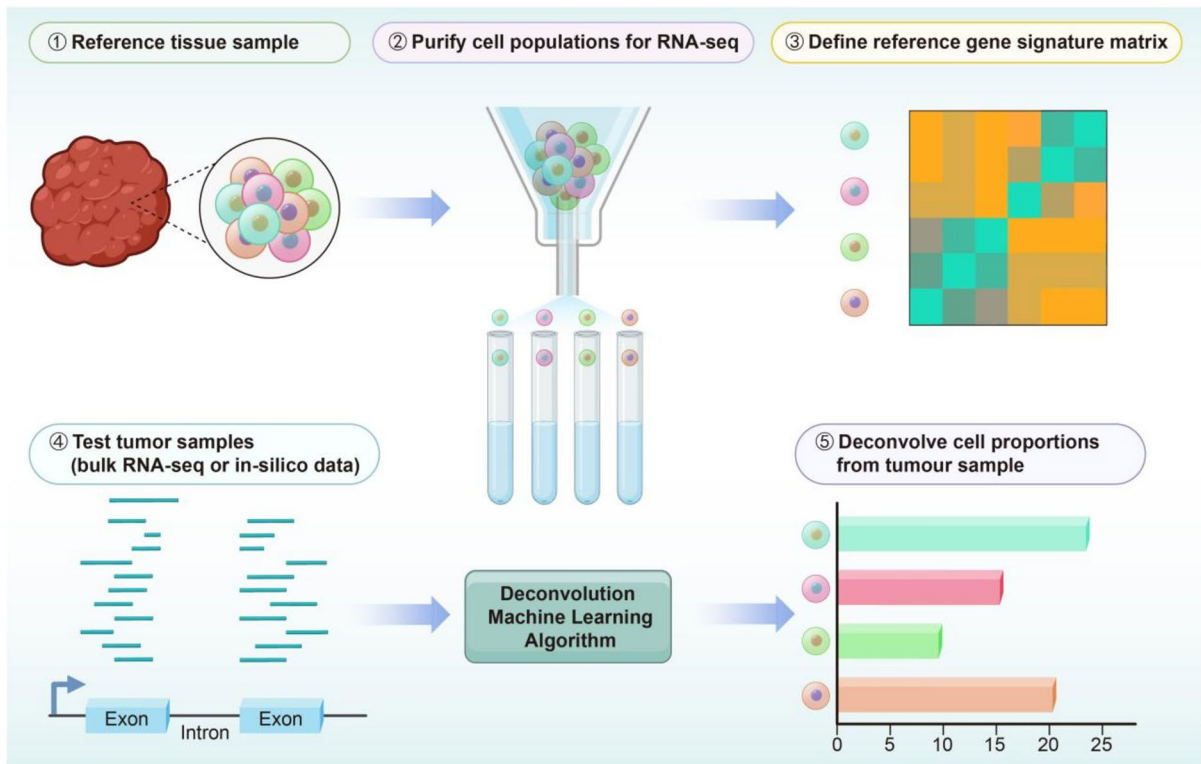 ① Reference tissue sample
② Purify cell populations for RNA-seq
③ Define reference gene signature matrix
④ Test tumor samples
(bulk RNA-seq or in-silico data)
Exon
Intron
Exon
Deconvolution
Machine Learning
Algorithm
⑤ Deconvolve cell proportions
from tumour sample
0 5 10 15 20 25